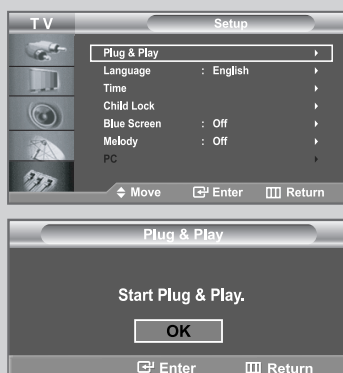 TV Setup
Plug & Play
Language : English
Time
Child Lock
Blue Screen : Off
Melody : Off
PC
Move Enter Return
Plug & Play
Start Plug & Play.
OK
Enter Return